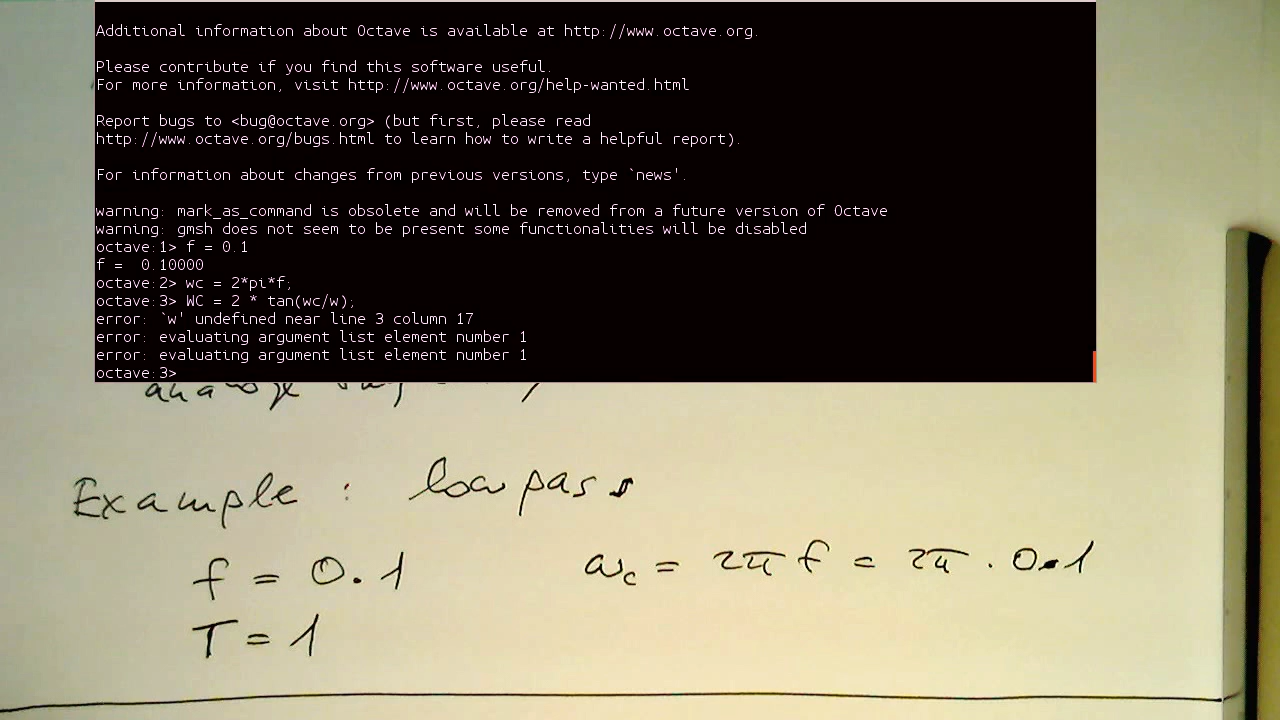 Additional information about Octave is available at http://www.octave.org.
Please contribute if you find this software useful.
For more information, visit http://www.octave.org/help-wanted.html
Report bugs to <bug@octave.org> (but first, please read
http://www.octave.org/bugs.html to learn how to write a helpful report).
For information about changes from previous versions, type `news'.
warning: mark_as_command is obsolete and will be removed from a future version of Octave
warning: gmsh does not seem to be present some functionalities will be disabled
octave:1> f = 0.1
f =  0.10000
octave:2> wc = 2*pi*f;
octave:3> WC = 2 * tan(wc/w);
error: `w' undefined near line 3 column 17
error: evaluating argument list element number 1
error: evaluating argument list element number 1
octave:3>
Example : lowpass
f = 0.1 ωc = 2π f = 2π . 0.1
T = 1